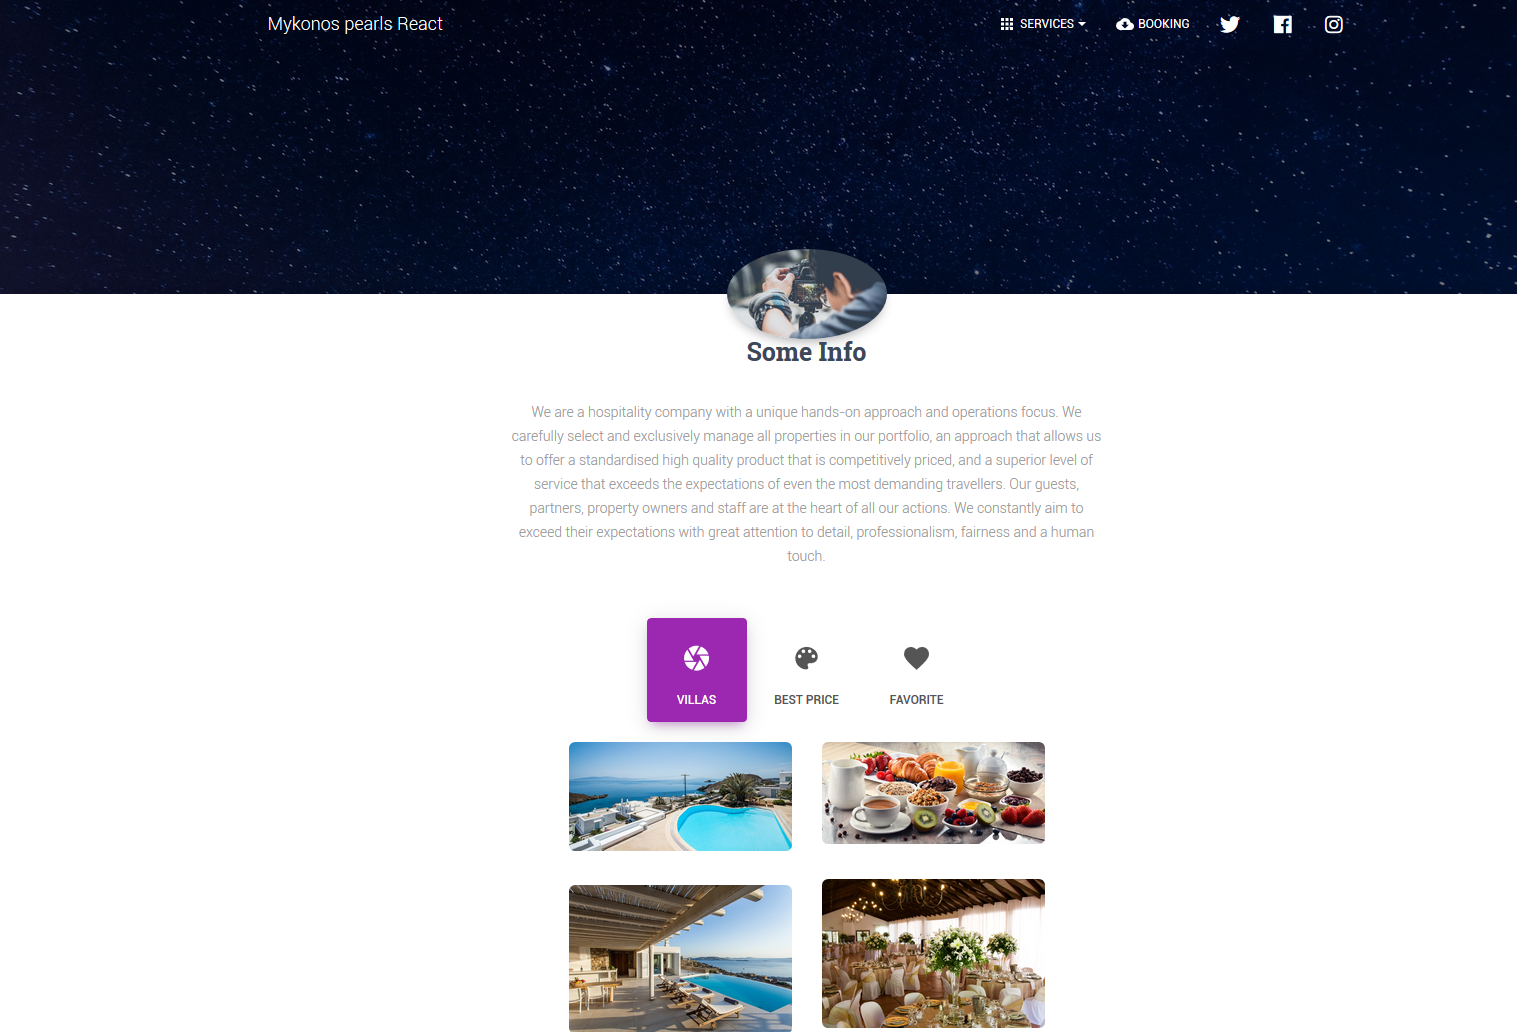 Mykonos pearls React
SERVICES
BOOKING
Some Info
We are a hospitality company with a unique hands-on approach and operations focus. We
carefully select and exclusively manage all properties in our portfolio, an approach that allows us
to offer a standardised high quality product that is competitively priced, and a superior level of
service that exceeds the expectations of even the most demanding travellers. Our guests,
partners, property owners and staff are at the heart of all our actions. We constantly aim to
exceed their expectations with great attention to detail, professionalism, fairness and a human
touch.
VILLAS
BEST PRICE
FAVORITE